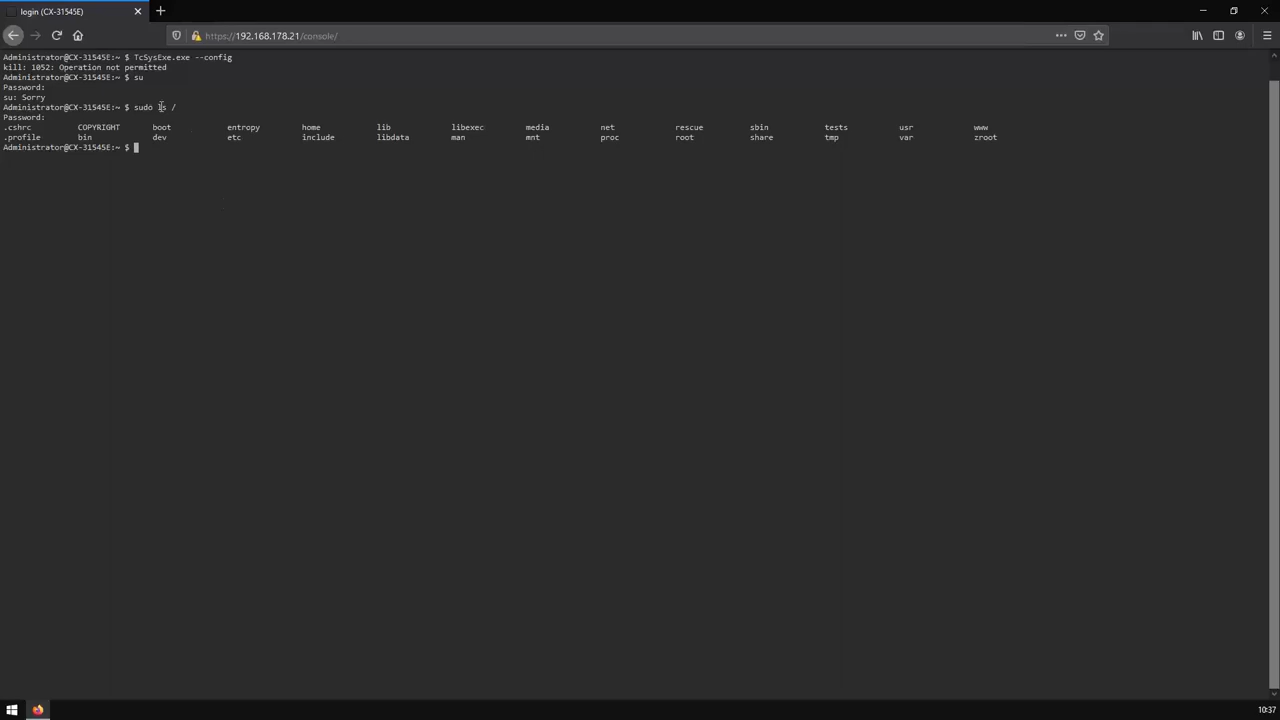 login (CX-31545E)
https://192.168.178.21/console/
Administrator@CX-31545E:~ $ TcSysExe.exe --config
kill: 1052: Operation not permitted
Administrator@CX-31545E:~ $ su
Password:
su: Sorry
Administrator@CX-31545E:~ $ sudo ls /
Password:
.cshrc COPYRIGHT boot entropy home lib libexec media net rescue sbin tests usr www
.profile bin dev etc include libdata man mnt proc root share tmp var zroot
Administrator@CX-31545E:~ $
10:37